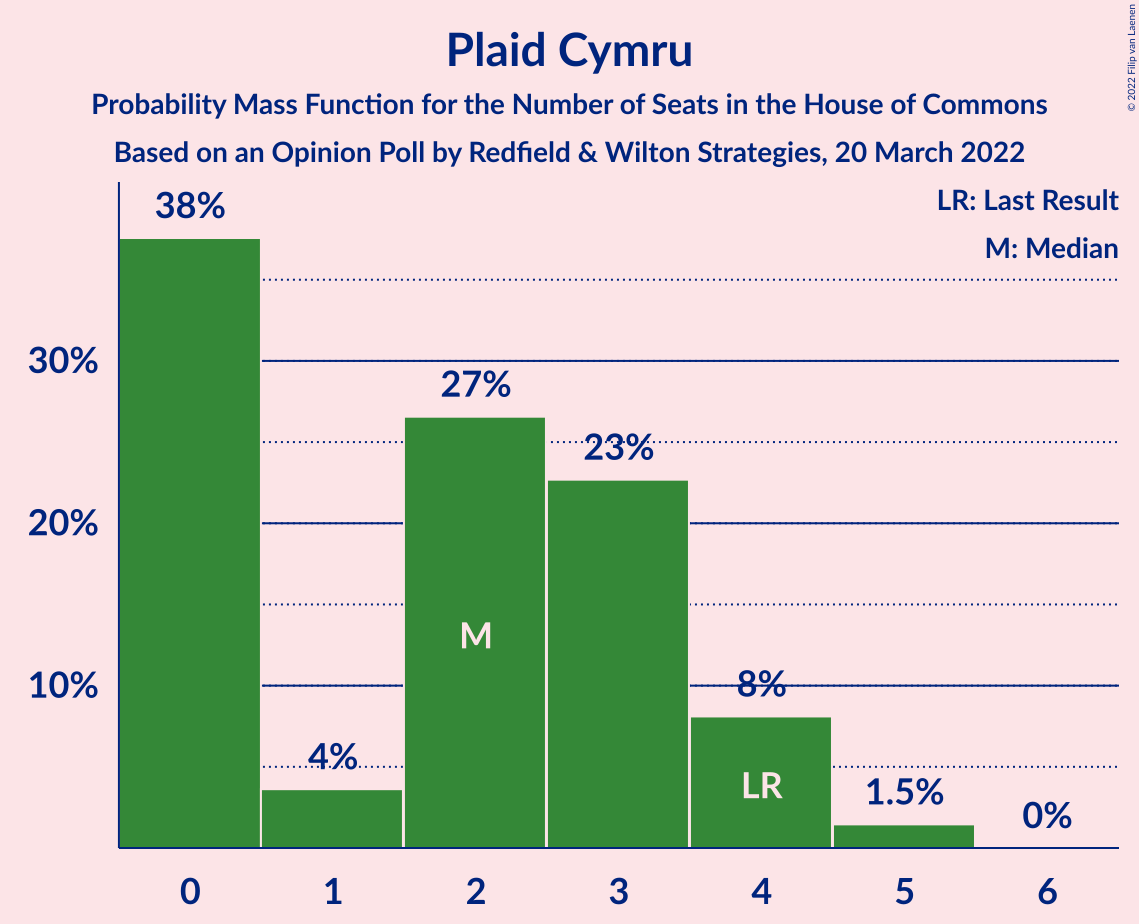 Plaid Cymru
Probability Mass Function for the Number of Seats in the House of Commons
Based on an Opinion Poll by Redfield & Wilton Strategies, 20 March 2022
© 2022 Filip van Laenen
LR: Last Result
M: Median
38%
30%
27%
23%
20%
M
10%
8%
4%
LR
1.5%
0%
0 1 2 3 4 5 6